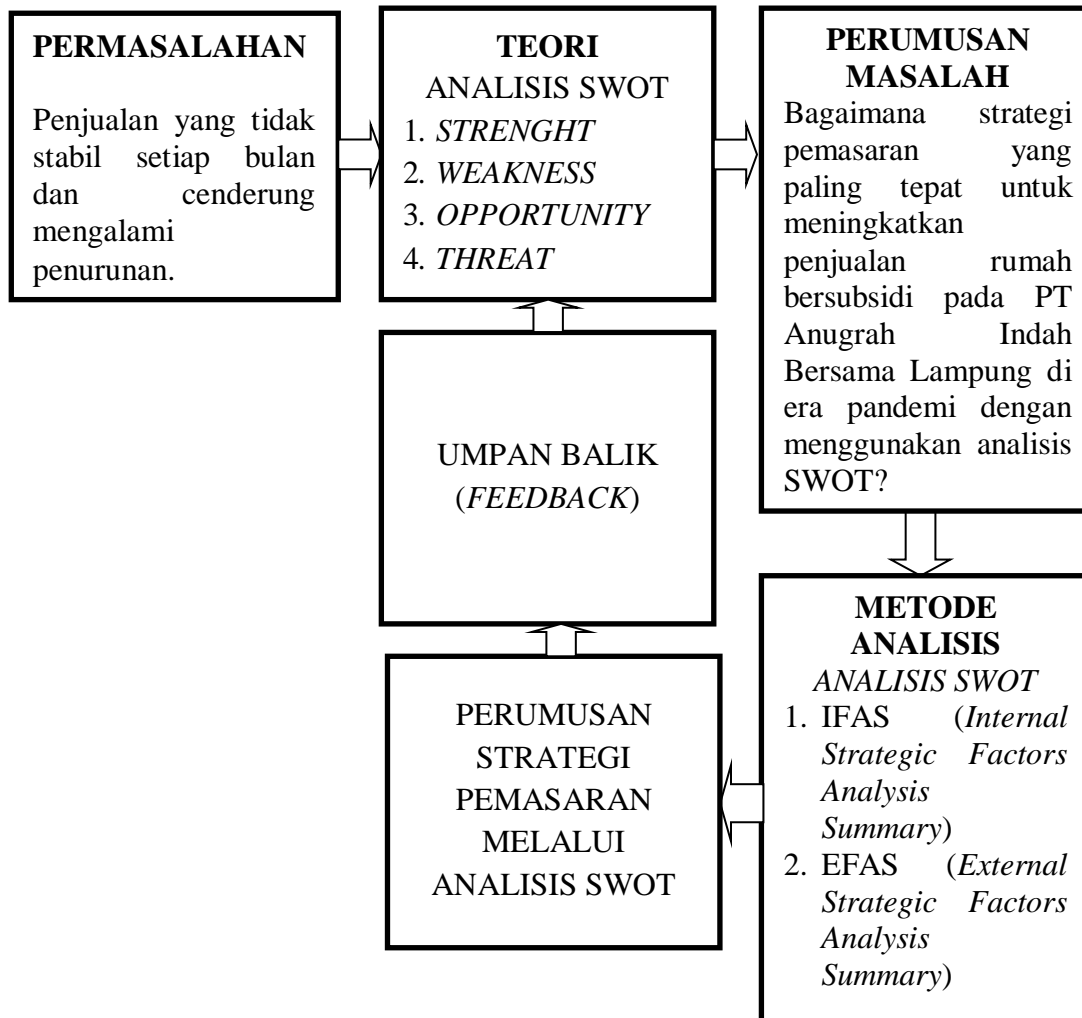 PERMASALAHAN
Penjualan yang tidak
stabil setiap bulan
dan cenderung
mengalami
penurunan.
TEORI
ANALISIS SWOT
1. STRENGHT
2. WEAKNESS
3. OPPORTUNITY
4. THREAT
PERUMUSAN
MASALAH
Bagaimana strategi
pemasaran yang
paling tepat untuk
meningkatkan
penjualan rumah
bersubsidi pada PT
Anugrah Indah
Bersama Lampung di
era pandemi dengan
menggunakan analisis
SWOT?
METODE
ANALISIS
ANALISIS SWOT
1. IFAS (Internal
Strategic Factors
Analysis
Summary)
2. EFAS (External
Strategic Factors
Analysis
Summary)
PERUMUSAN
STRATEGI
PEMASARAN
MELALUI
ANALISIS SWOT
UMPAN BALIK
(FEEDBACK)